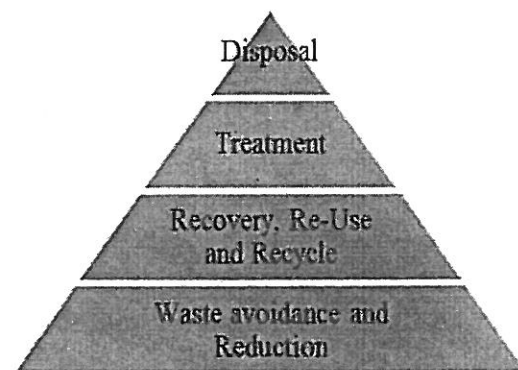 Disposal
Treatment
Recovery, Re-Use
and Recycle
Waste avoidance and
Reduction